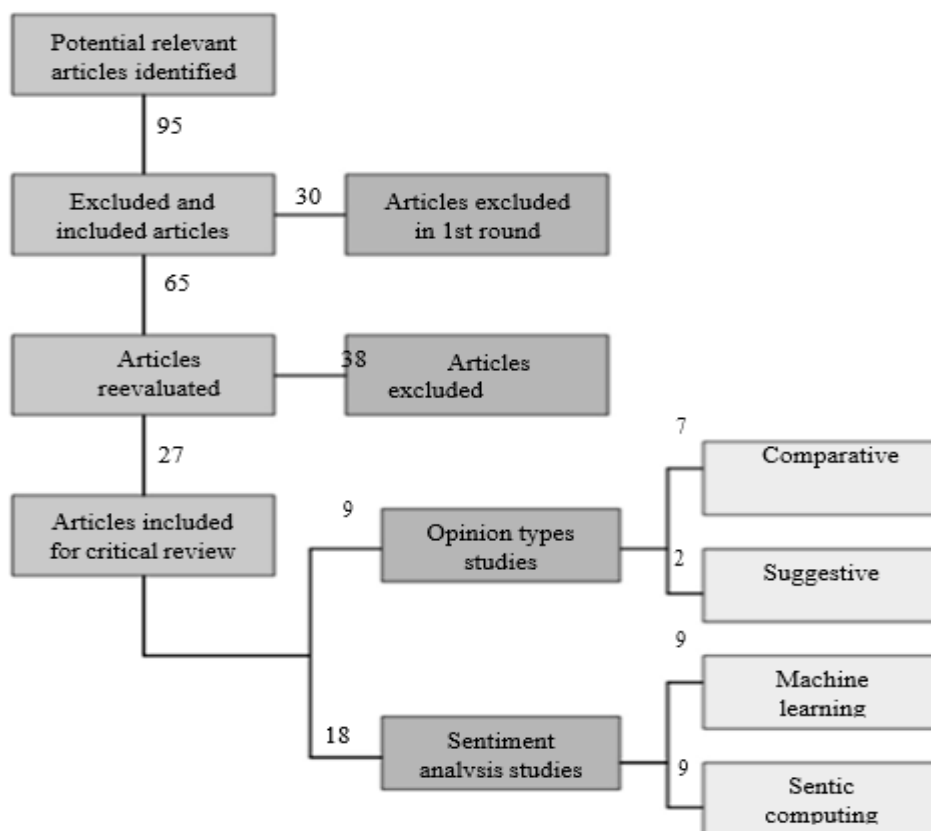 Potential relevant
articles identified
95
Excluded and
included articles
30
Articles excluded
in 1st round
65
Articles
reevaluated
38
Articles
excluded
27
Articles included
for critical review
9
Opinion types
studies
7
Comparative
2
Suggestive
18
Sentiment
analysis studies
9
Machine
learning
9
Sentic
computing